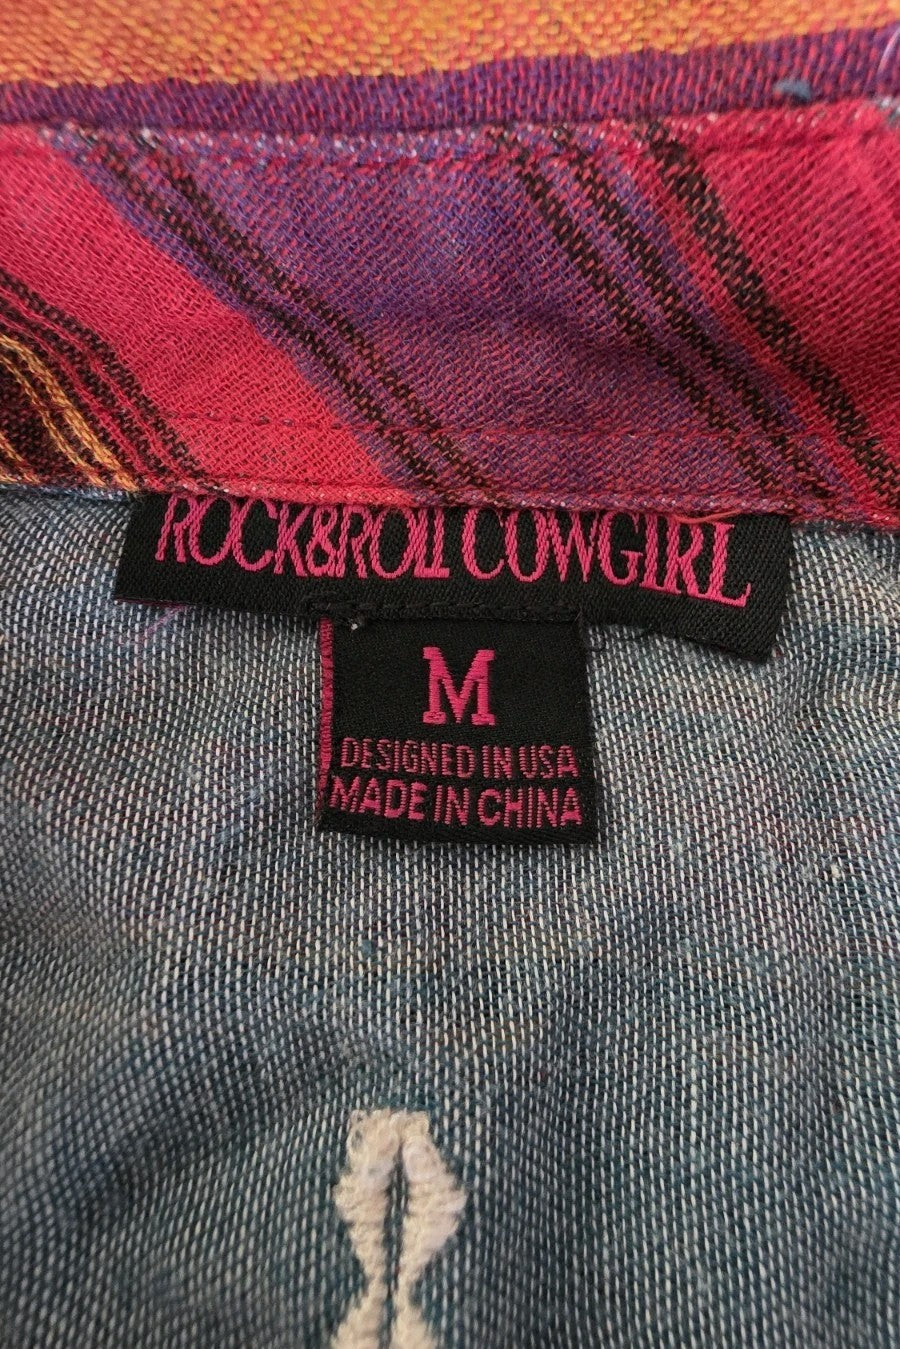 ROCK&ROLL COWGIRL
M
DESIGNED IN USA
MADE IN CHINA